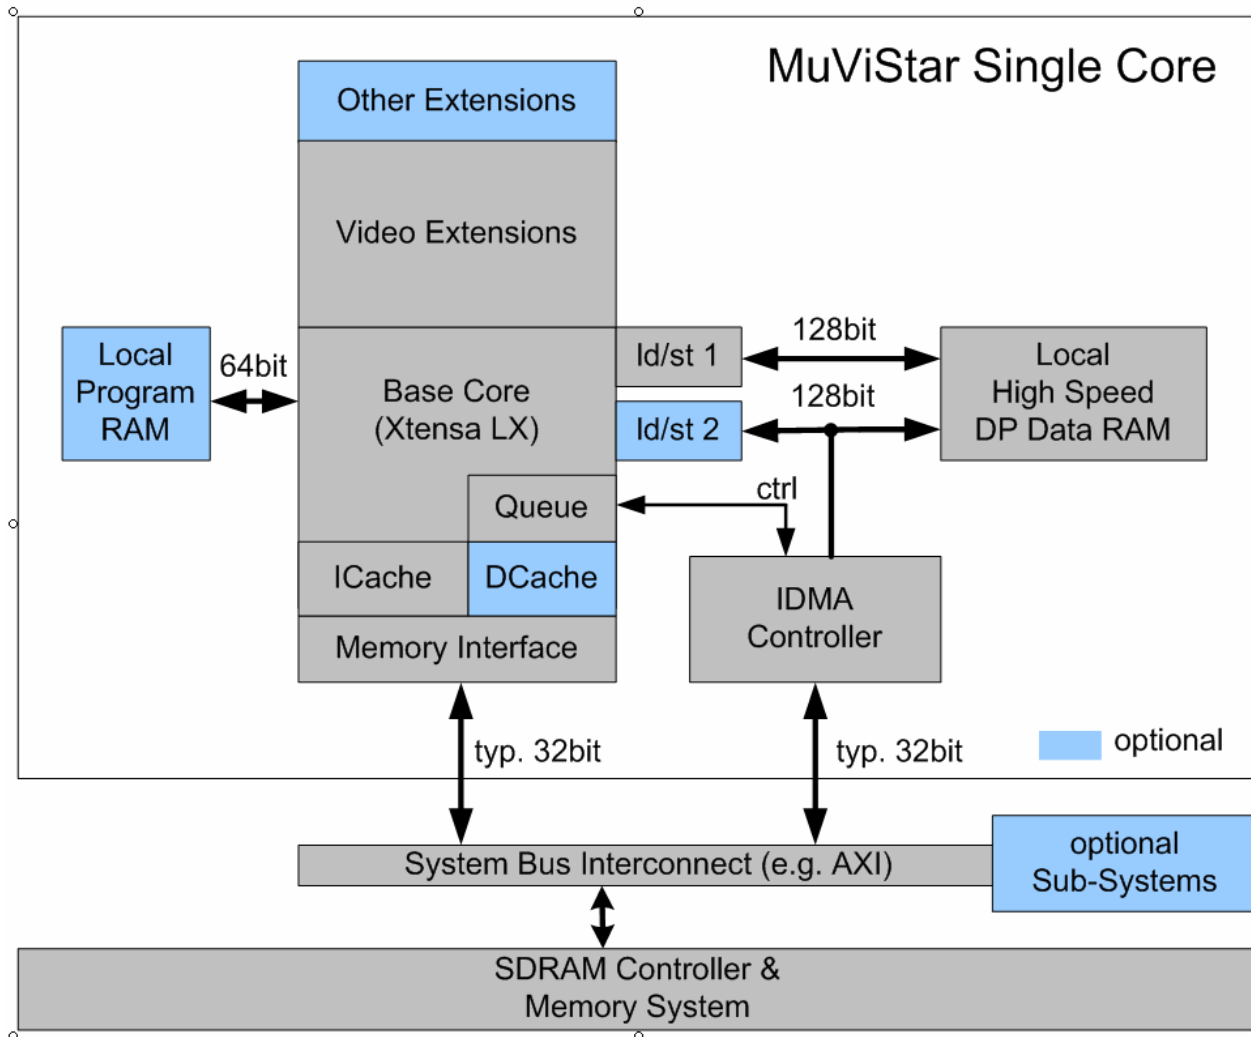 MuViStar Single Core
Other Extensions
Video Extensions
Local
Program
RAM
64bit
Base Core
(Xtensa LX)
ld/st 1
128bit
Local
High Speed
DP Data RAM
ld/st 2
128bit
Queue
ctrl
ICache
DCache
IDMA
Controller
Memory Interface
typ. 32bit
typ. 32bit
optional
System Bus Interconnect (e.g. AXI)
optional
Sub-Systems
SDRAM Controller &
Memory System